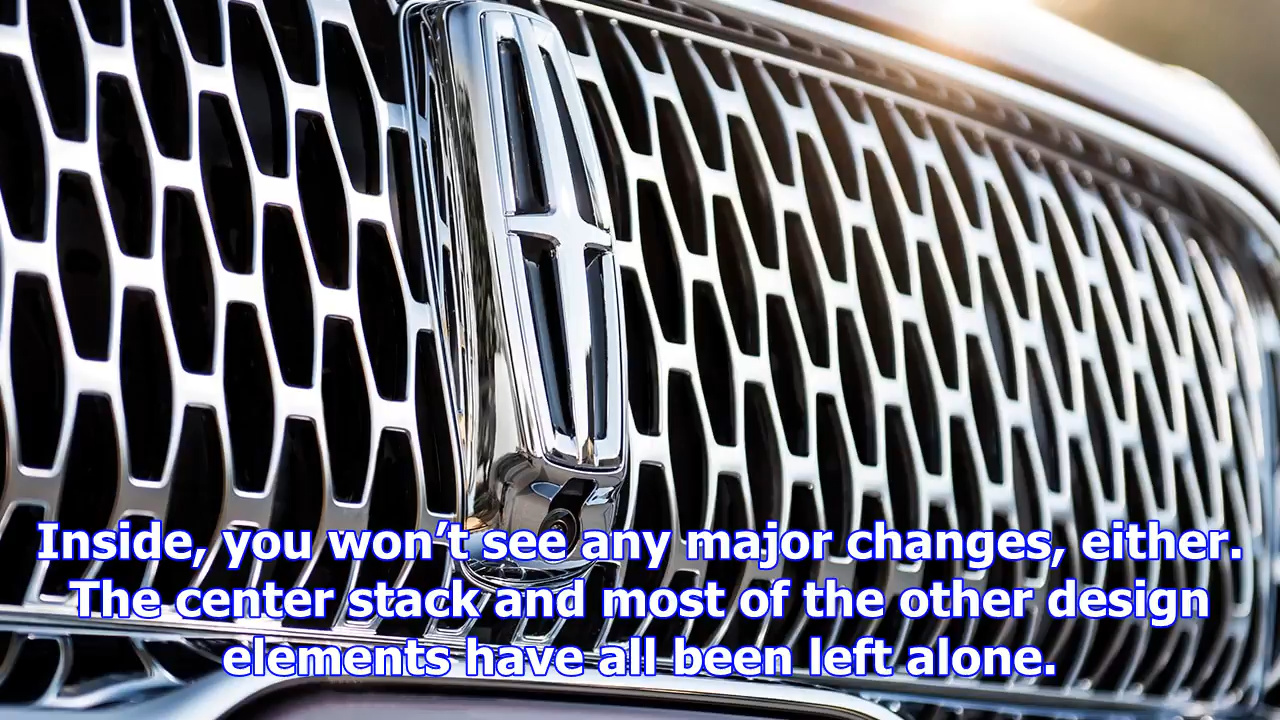 Inside, you won’t see any major changes, either.
The center stack and most of the other design
elements have all been left alone.